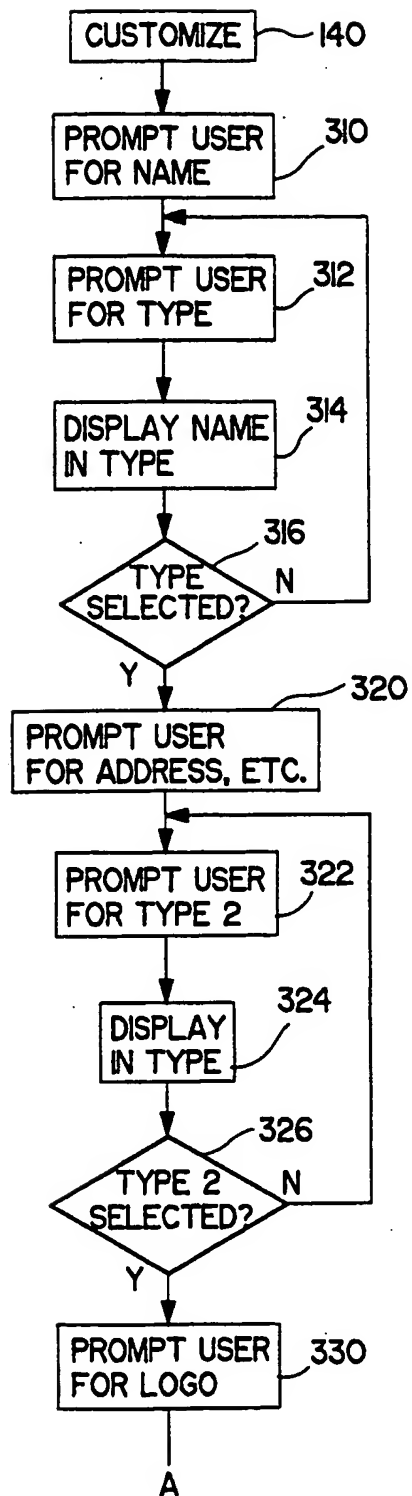 CUSTOMIZE
140
PROMPT USER
FOR NAME
310
PROMPT USER
FOR TYPE
312
DISPLAY NAME
IN TYPE
314
316
TYPE
SELECTED?
N
Y
320
PROMPT USER
FOR ADDRESS, ETC.
PROMPT USER
FOR TYPE 2
322
DISPLAY
IN TYPE
324
326
TYPE 2
SELECTED?
N
Y
PROMPT USER
FOR LOGO
330
A